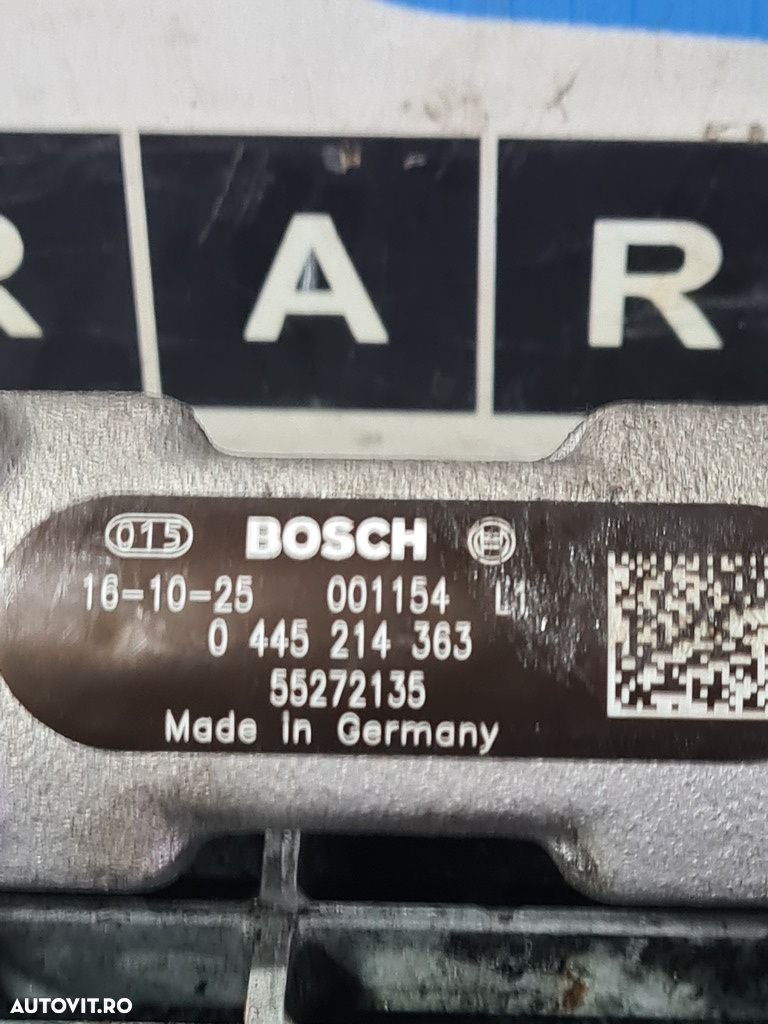 R A R
015 BOSCH
16-10-25 001154 L1
0 445 214 363
55272135
Made in Germany
AUTOVIT.RO